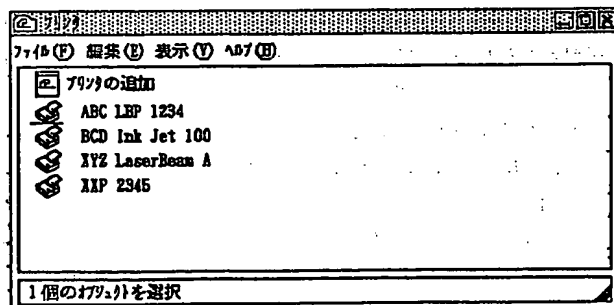 プリンタ
ファイル(F) 編集(E) 表示(V) ヘルプ(H)
プリンタの追加
ABC LBP 1234
BCD Ink Jet 100
XYZ LaserBeam A
XXP 2345
1個のオブジェクトを選択